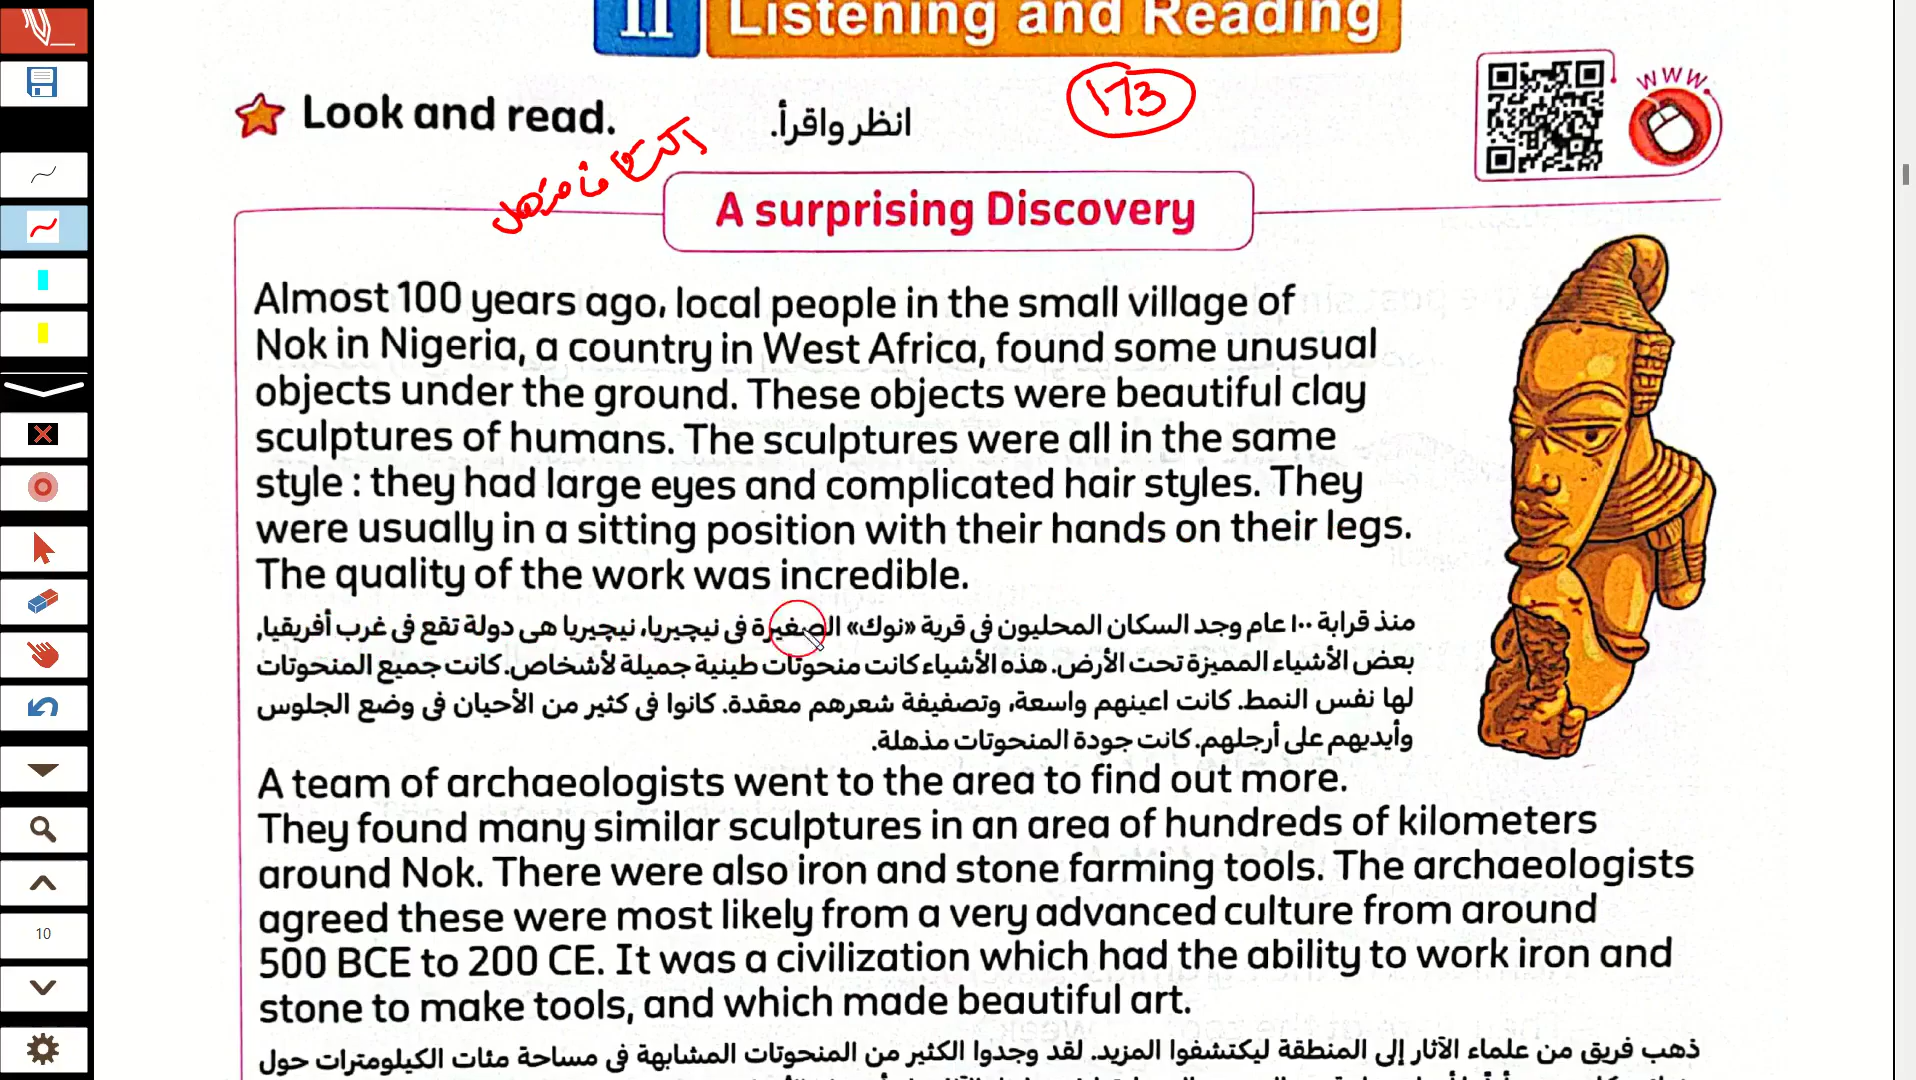 II Listening and Reading
Look and read.
انظر واقرأ.
173
www.
A surprising Discovery
Almost 100 years ago, local people in the small village of
Nok in Nigeria, a country in West Africa, found some unusual
objects under the ground. These objects were beautiful clay
sculptures of humans. The sculptures were all in the same
style : they had large eyes and complicated hair styles. They
were usually in a sitting position with their hands on their legs.
The quality of the work was incredible.
منذ قرابة ١٠٠ عام وجد السكان المحليون فى قرية «نوك» الصغيرة فى نيچيريا، نيچيريا هى دولة تقع فى غرب أفريقيا,
بعض الأشياء المميزة تحت الأرض. هذه الأشياء كانت منحوتات طينية جميلة لأشخاص. كانت جميع المنحوتات
لها نفس النمط. كانت اعينهم واسعة، وتصفيفة شعرهم معقدة. كانوا فى كثير من الأحيان فى وضع الجلوس
وأيديهم على أرجلهم. كانت جودة المنحوتات مذهلة.
A team of archaeologists went to the area to find out more.
They found many similar sculptures in an area of hundreds of kilometers
around Nok. There were also iron and stone farming tools. The archaeologists
agreed these were most likely from a very advanced culture from around
500 BCE to 200 CE. It was a civilization which had the ability to work iron and
stone to make tools, and which made beautiful art.
ذهب فريق من علماء الآثار إلى المنطقة ليكتشفوا المزيد. لقد وجدوا الكثير من المنحوتات المشابهة فى مساحة مئات الكيلومترات حول
10